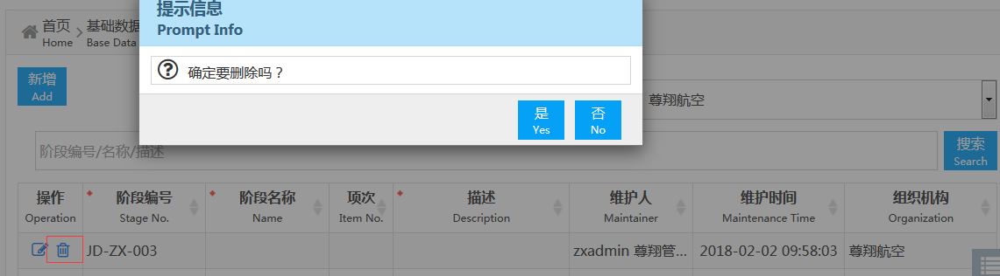 提示信息
Prompt Info
首页
Home
基础数据
Base Data
确定要删除吗？
新增
Add
是
Yes
否
No
尊翔航空
阶段编号/名称/描述
搜索
Search
操作
Operation
* 阶段编号
Stage No.
* 阶段名称
Name
项次
Item No.
* 描述
Description
维护人
Maintainer
维护时间
Maintenance Time
组织机构
Organization
JD-ZX-003
zxadmin 尊翔管...
2018-02-02 09:58:03
尊翔航空